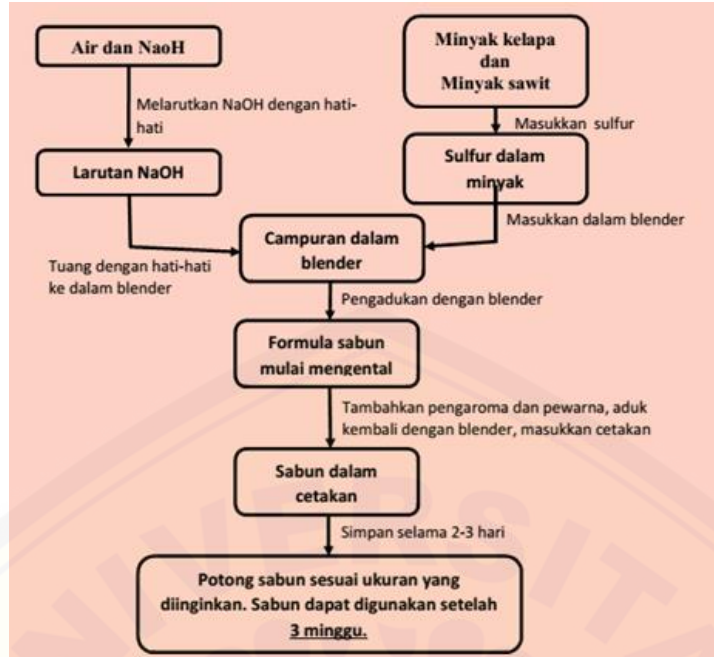 Air dan NaoH
Minyak kelapa
dan
Minyak sawit
Melarutkan NaOH dengan hati-
hati
Masukkan sulfur
Larutan NaOH
Sulfur dalam
minyak
Masukkan dalam blender
Tuang dengan hati-hati
ke dalam blender
Campuran dalam
blender
Pengadukan dengan blender
Formula sabun
mulai mengental
Tambahkan pengaroma dan pewarna, aduk
kembali dengan blender, masukkan cetakan
Sabun dalam
cetakan
Simpan selama 2-3 hari
Potong sabun sesuai ukuran yang
diinginkan. Sabun dapat digunakan setelah
3 minggu.
UNIVERSITA